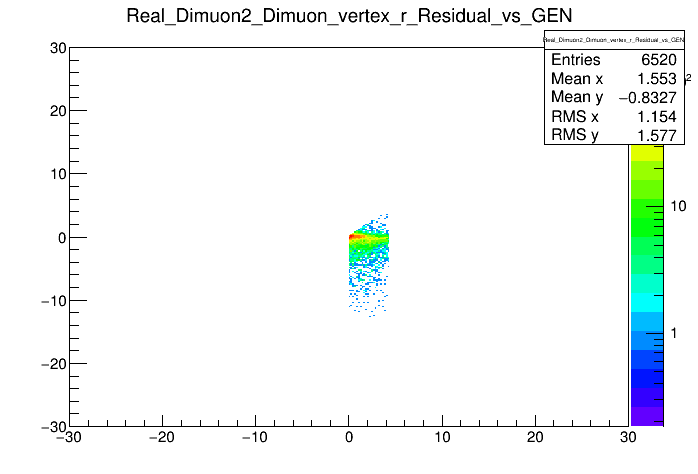 Real_Dimuon2_Dimuon_vertex_r_Residual_vs_GEN
Real_Dimuon2_Dimuon_vertex_r_Residual_vs_GEN
Entries 6520
Mean x 1.553
Mean y −0.8327
RMS x 1.154
RMS y 1.577
30
20
10
0
−10
−20
−30
−30 −20 −10 0 10 20 30
10
1